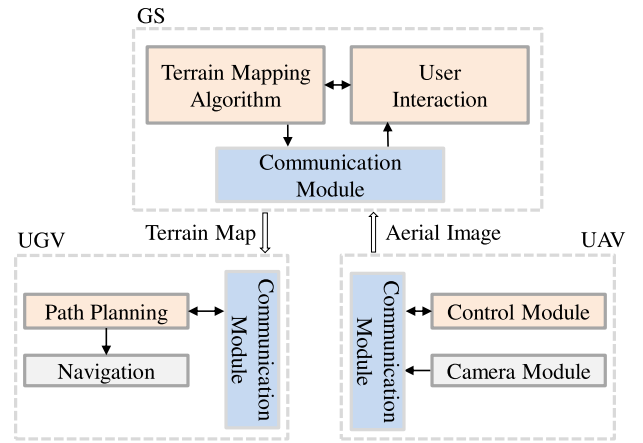 GS
Terrain Mapping
Algorithm
User
Interaction
Communication
Module
Terrain Map
Aerial Image
UGV
Path Planning
Navigation
Communication
Module
UAV
Communication
Module
Control Module
Camera Module